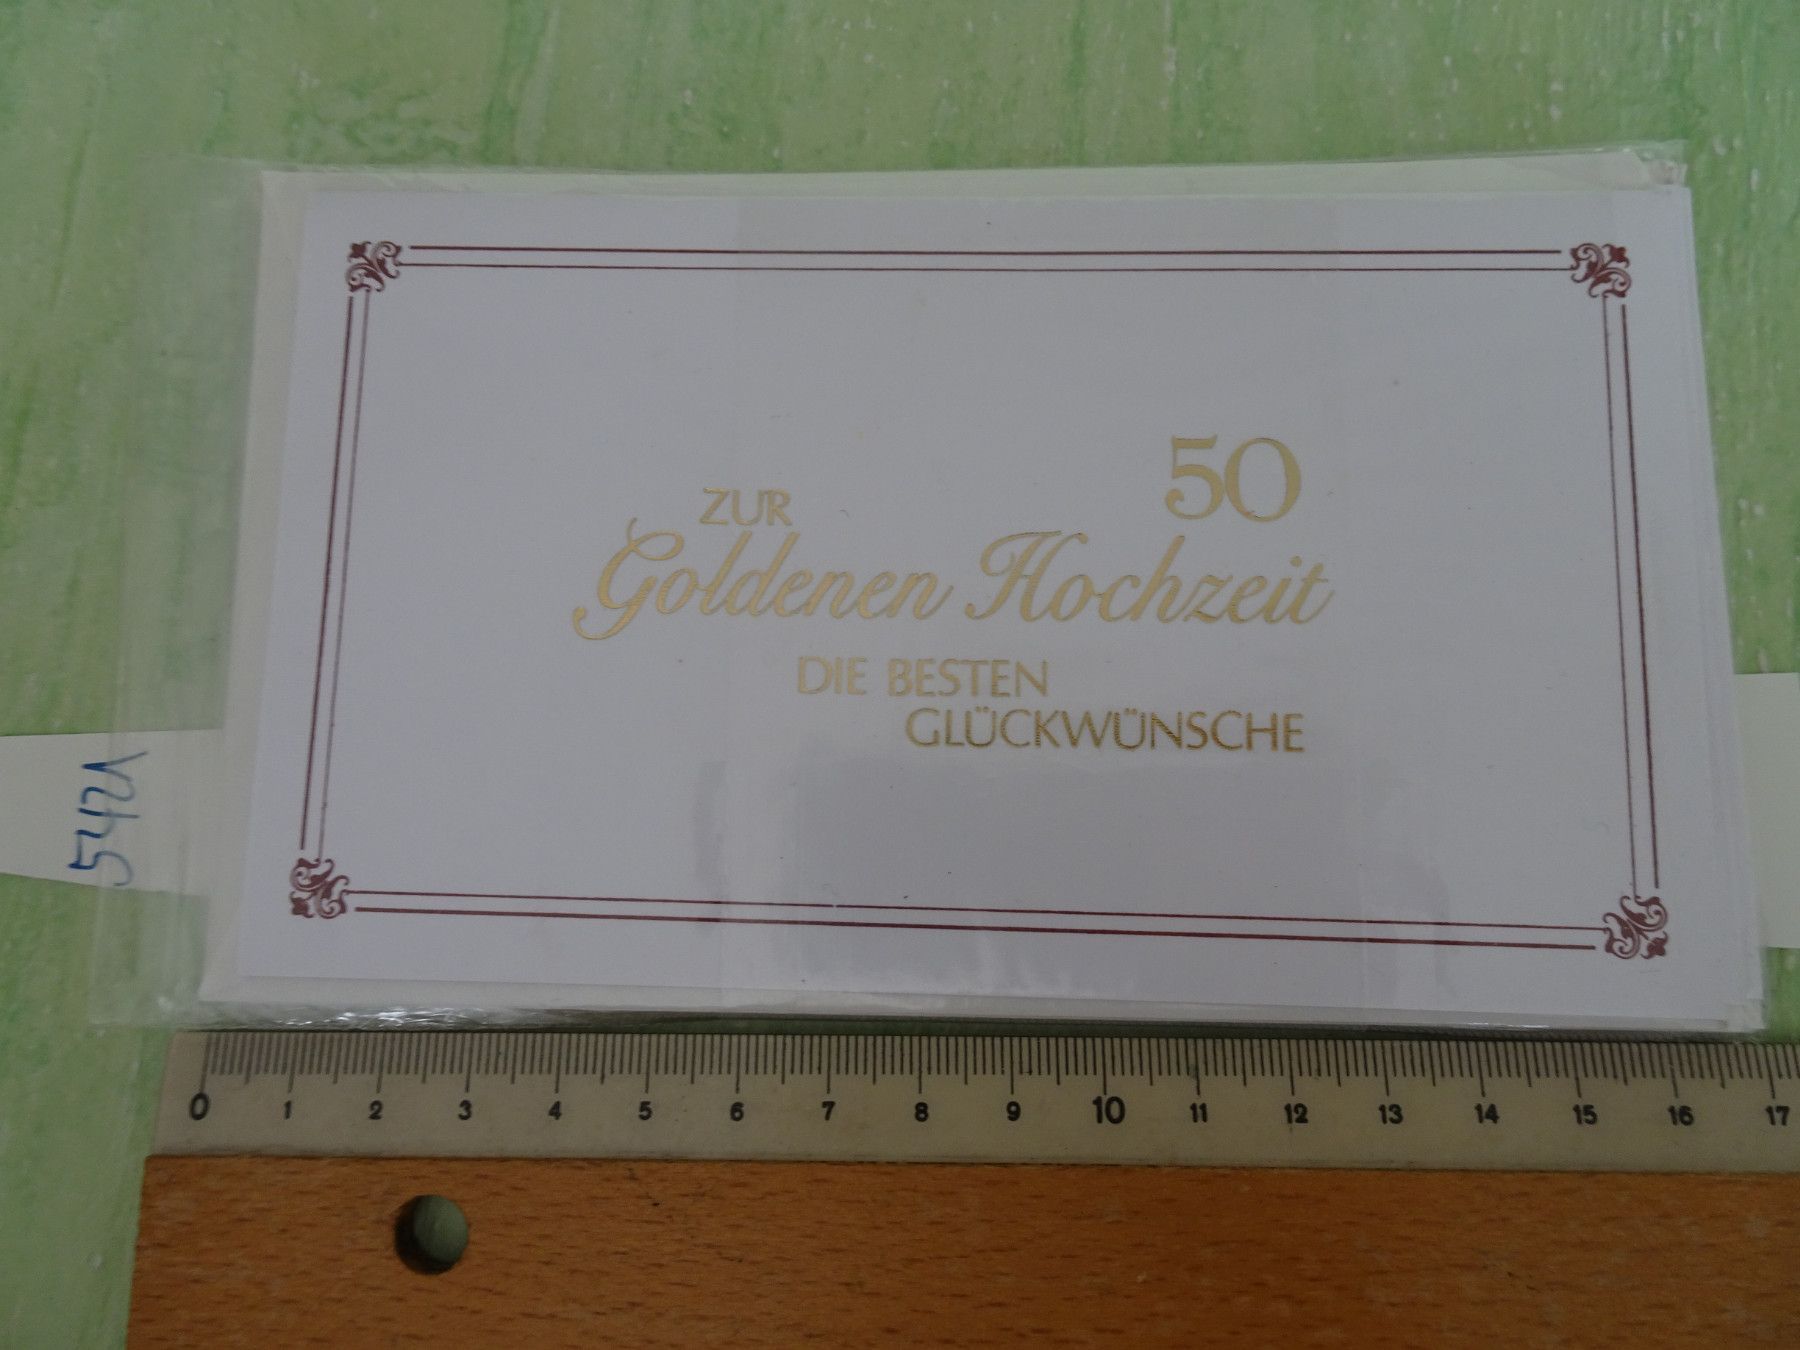 50
ZUR
Goldenen Hochzeit
DIE BESTEN
GLÜCKWÜNSCHE
5421
0 1 2 3 4 5 6 7 8 9 10 11 12 13 14 15 16 17